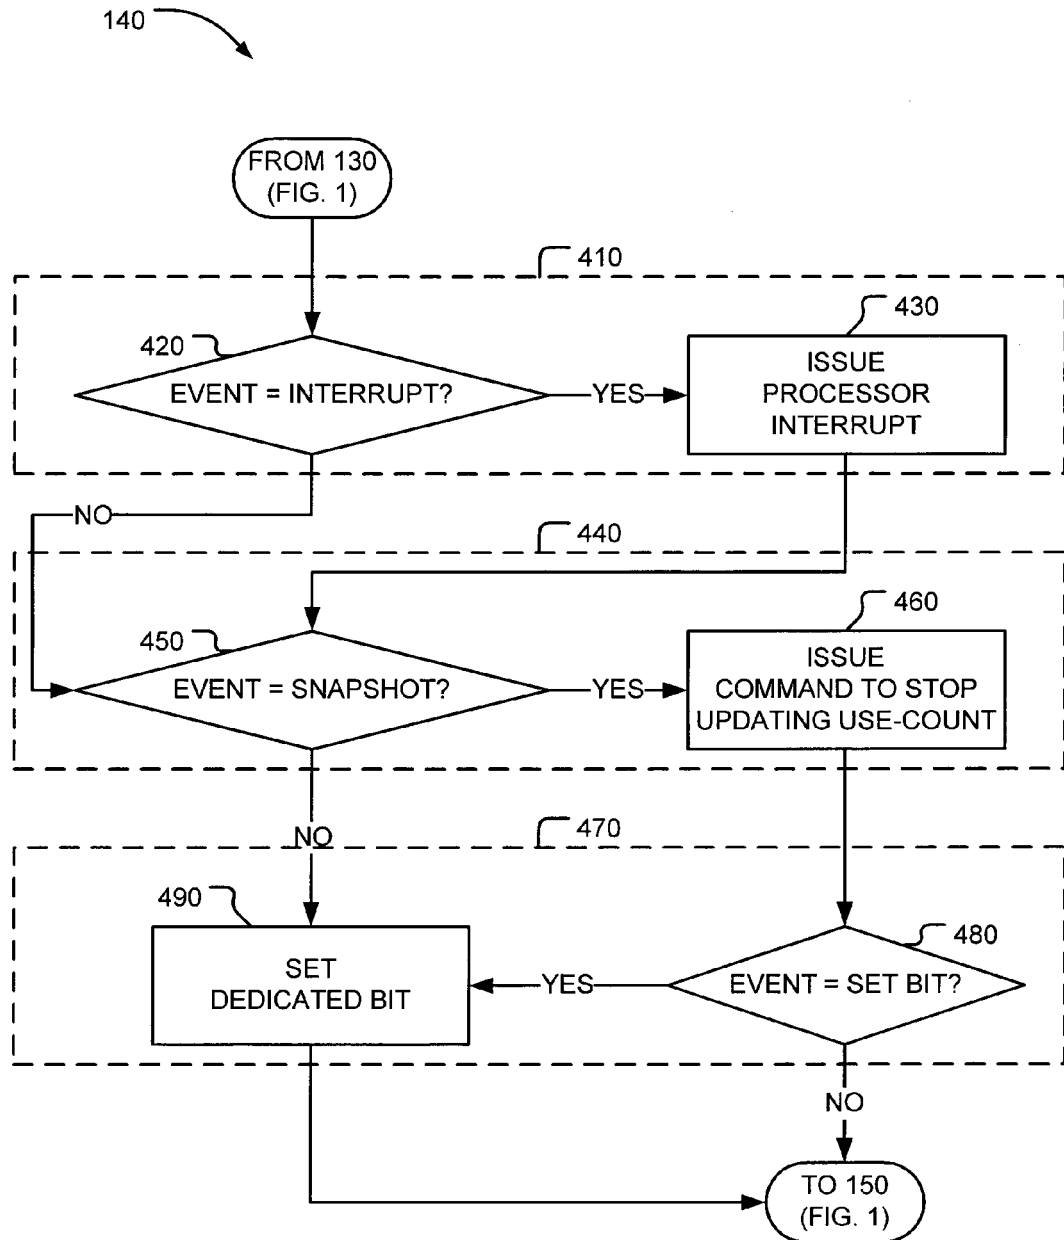 140
FROM 130
(FIG. 1)
410
420
EVENT = INTERRUPT?
YES
430
ISSUE
PROCESSOR
INTERRUPT
NO
440
450
EVENT = SNAPSHOT?
YES
460
ISSUE
COMMAND TO STOP
UPDATING USE-COUNT
NO
470
490
SET
DEDICATED BIT
YES
480
EVENT = SET BIT?
NO
TO 150
(FIG. 1)